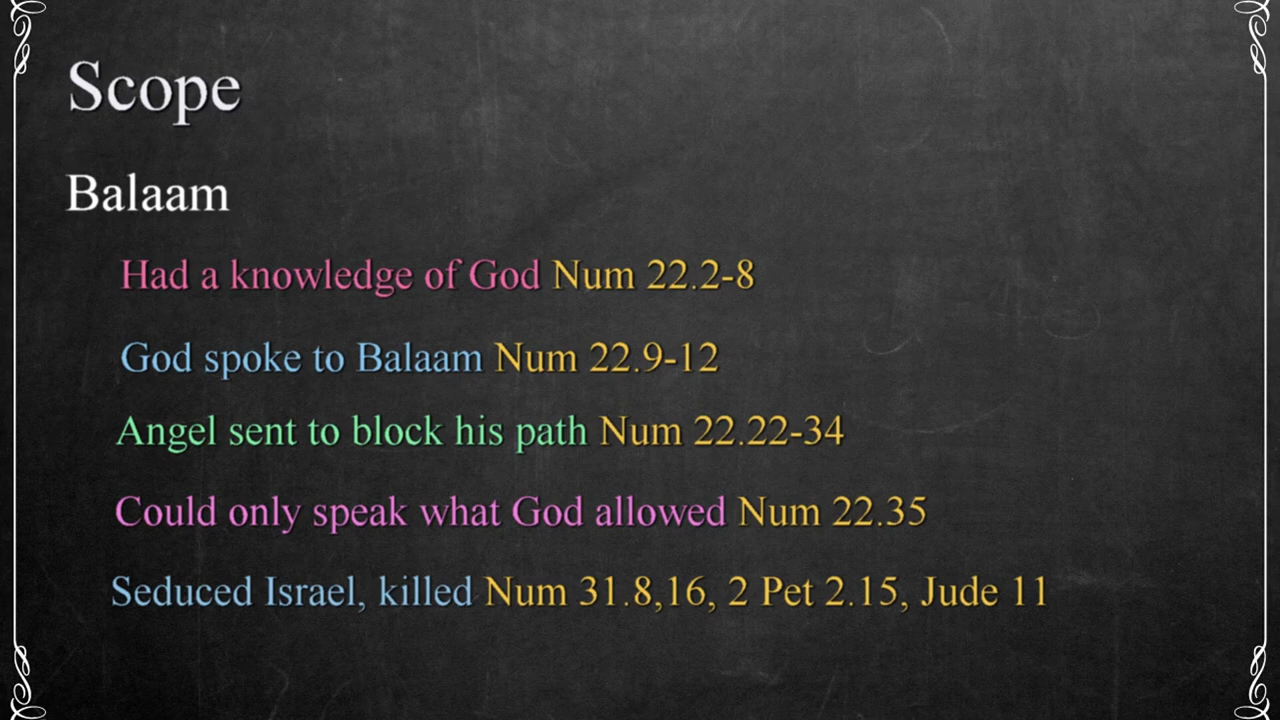 Scope
Balaam
Had a knowledge of God Num 22.2-8
God spoke to Balaam Num 22.9-12
Angel sent to block his path Num 22.22-34
Could only speak what God allowed Num 22.35
Seduced Israel, killed Num 31.8,16, 2 Pet 2.15, Jude 11